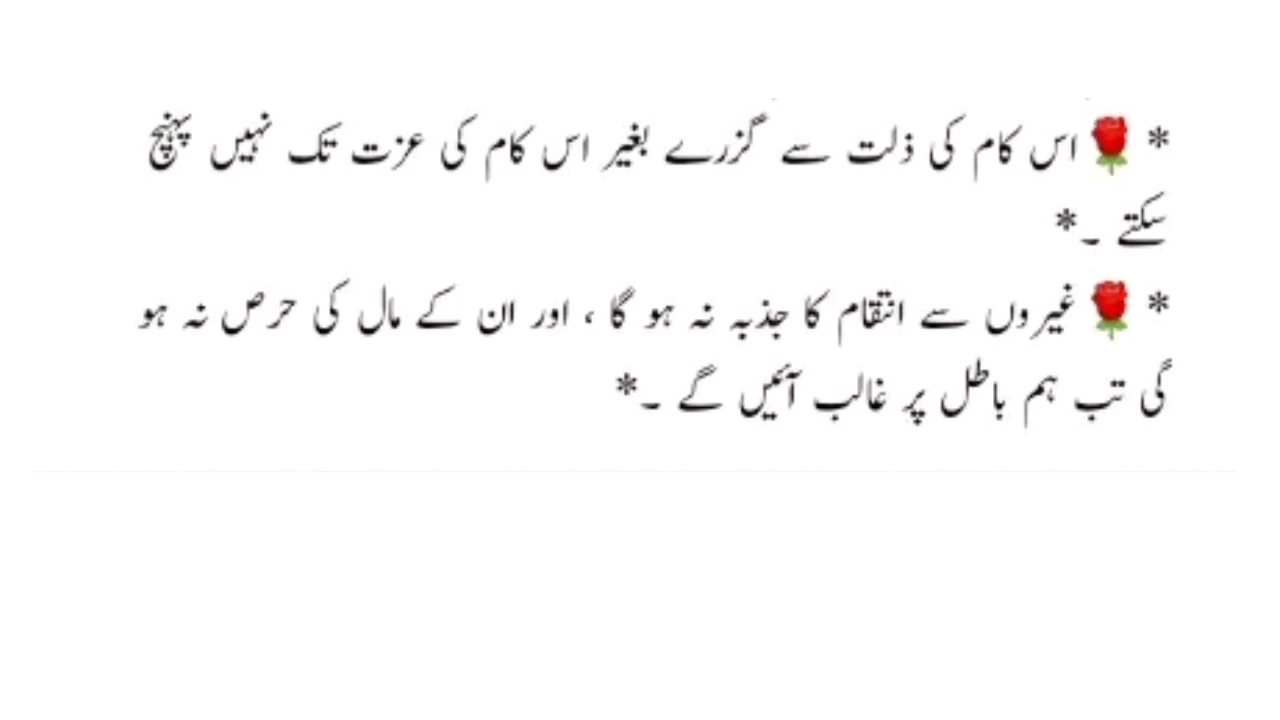 *🌹اس کام کی ذلت سے گزرے بغیر اس کام کی عزت تک نہیں پہنچ
سکتے ۔*
*🌹غیروں سے انتقام کا جذبہ نہ ہو گا ، اور ان کے مال کی حرص نہ ہو
گی تب ہم باطل پر غالب آئیں گے ۔*